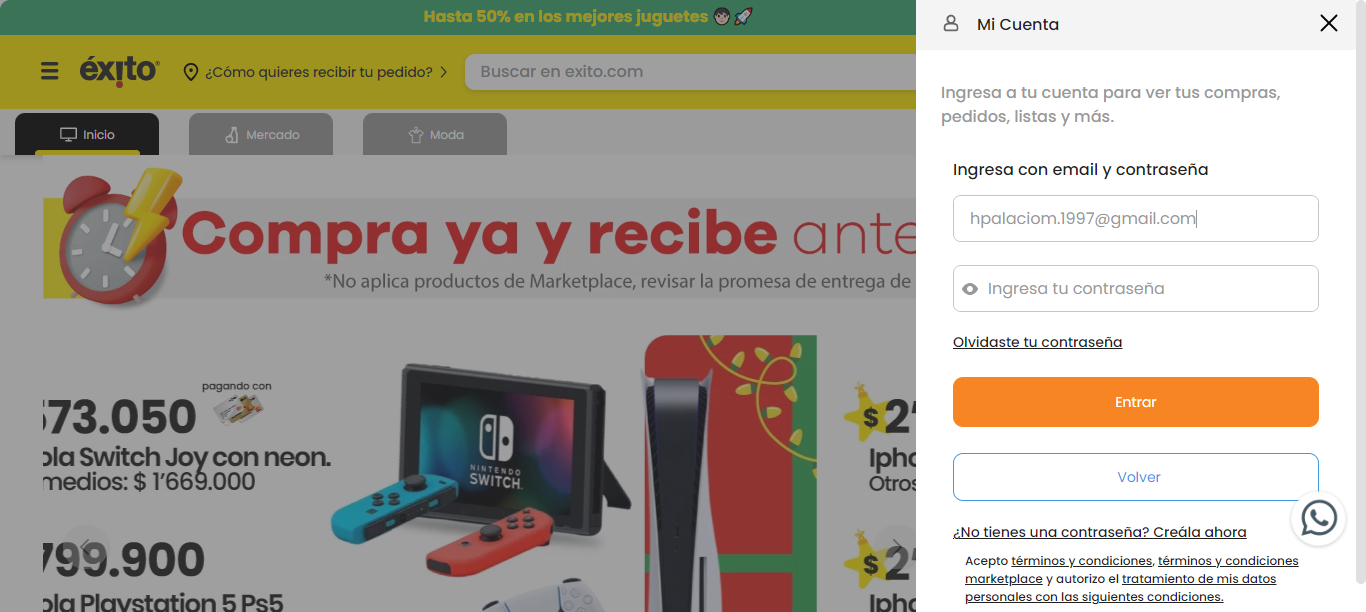 Hasta 50% en los mejores juguetes
éxito
¿Cómo quieres recibir tu pedido?
Buscar en exito.com
Inicio
Mercado
Moda
Compra ya y recibe ante
*No aplica productos de Marketplace, revisar la promesa de entrega de
pagando con
573.050
ola Switch Joy con neon.
medios: $ 1'669.000
799.900
ola Playstation 5 Ps5
NINTENDO
SWITCH
$2'
Ipho
Otros
$2'
Ipho
Mi Cuenta
Ingresa a tu cuenta para ver tus compras,
pedidos, listas y más.
Ingresa con email y contraseña
hpalaciom.1997@gmail.com
Ingresa tu contraseña
Olvidaste tu contraseña
Entrar
Volver
¿No tienes una contraseña? Creála ahora
Acepto términos y condiciones, términos y condiciones
marketplace y autorizo el tratamiento de mis datos
personales con las siguientes condiciones.